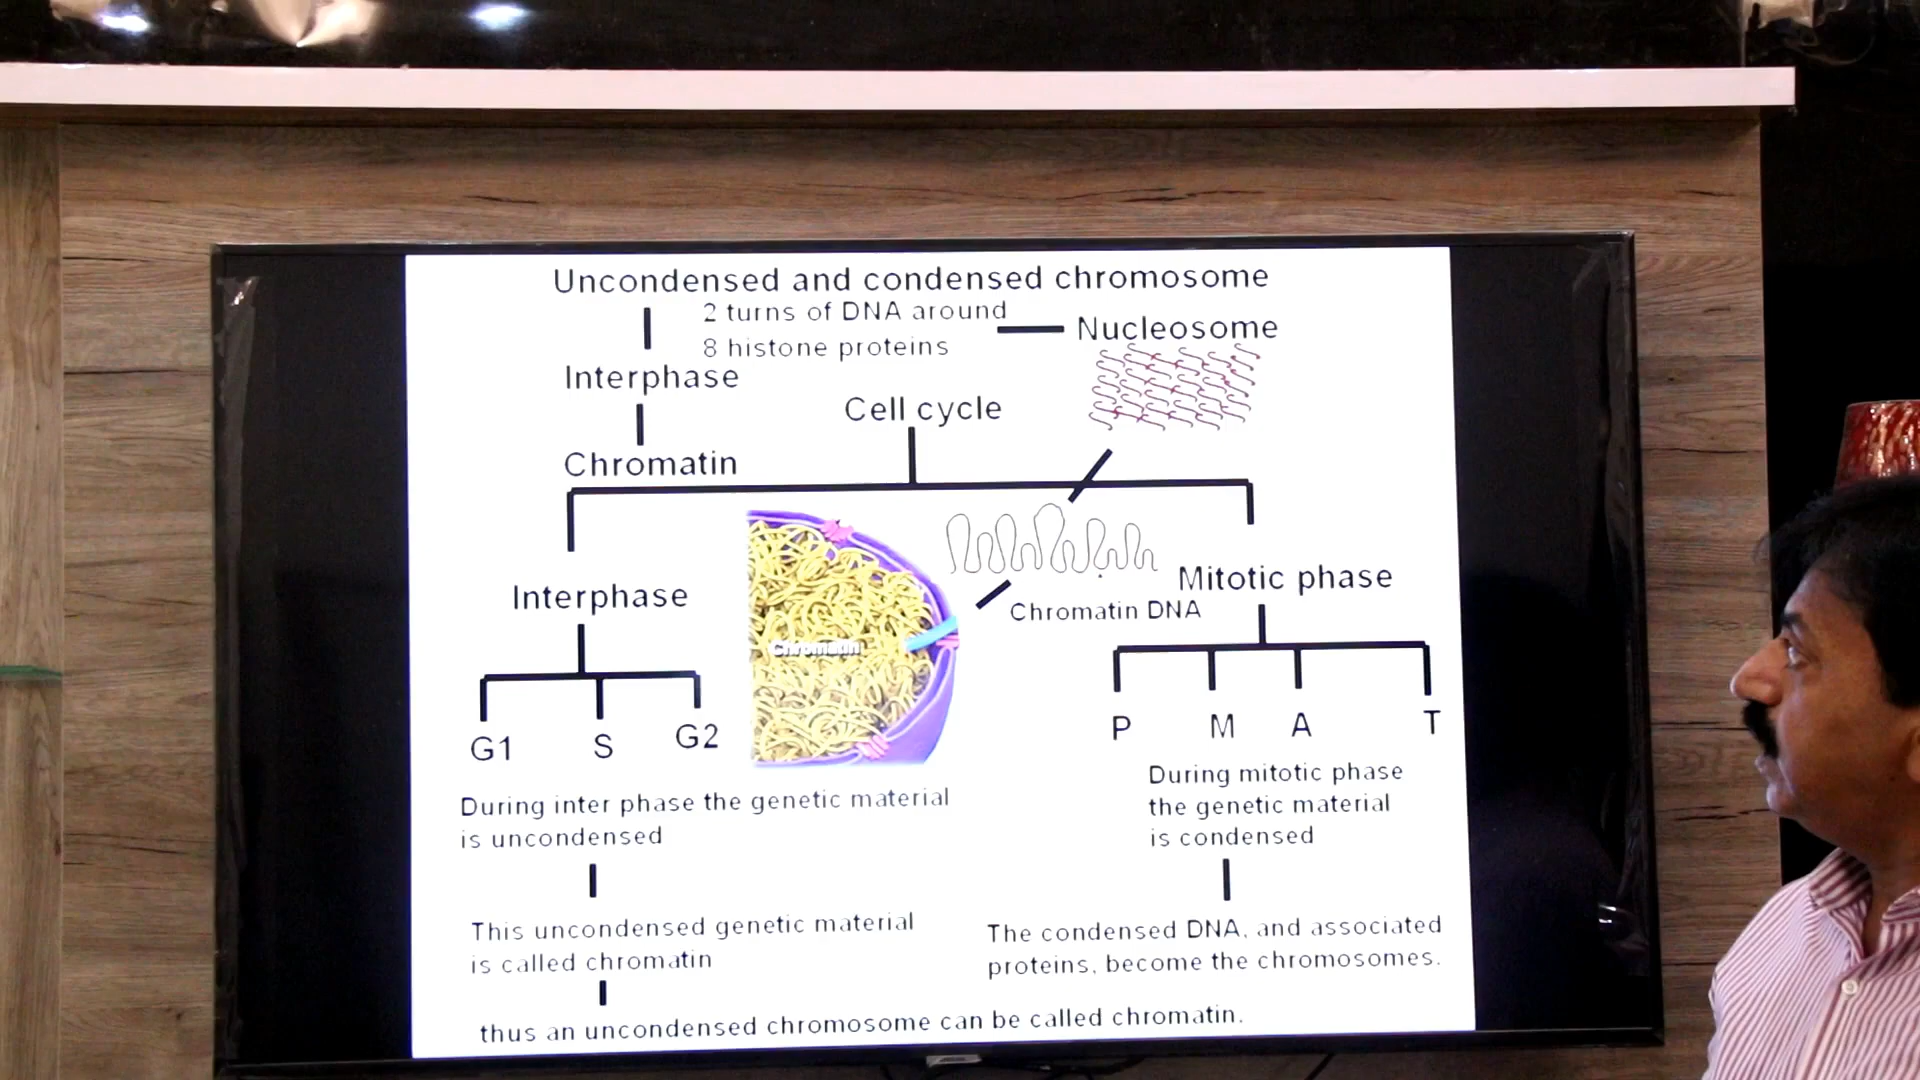 Uncondensed and condensed chromosome
2 turns of DNA around
8 histone proteins
Nucleosome
Interphase
Cell cycle
Chromatin
Interphase
Chromatin
Chromatin DNA
Mitotic phase
G1 S G2
P M A T
During inter phase the genetic material
is uncondensed
During mitotic phase
the genetic material
is condensed
This uncondensed genetic material
is called chromatin
The condensed DNA, and associated
proteins, become the chromosomes.
thus an uncondensed chromosome can be called chromatin.